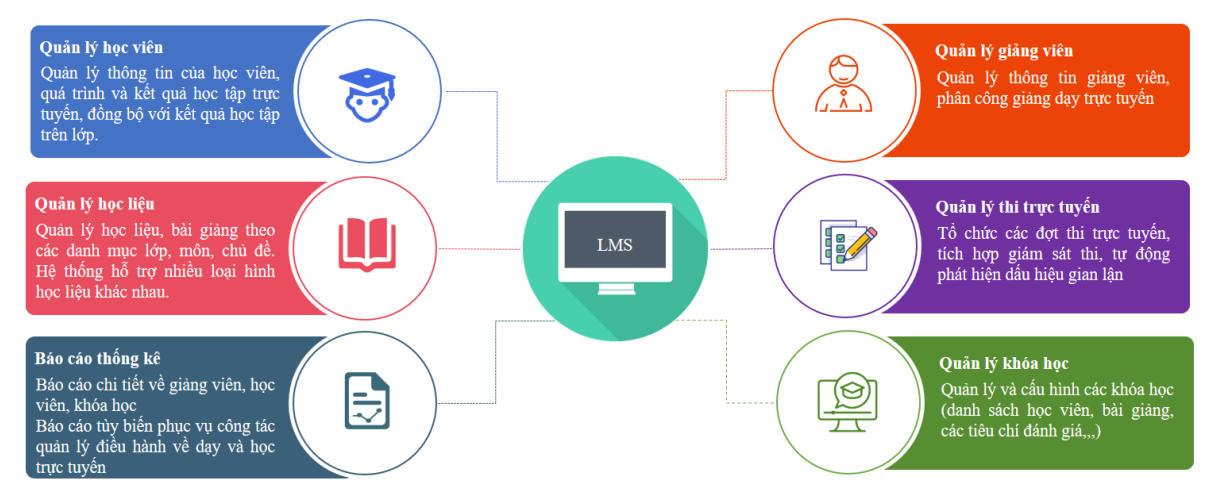 Quản lý học viên
Quản lý thông tin của học viên,
quá trình và kết quả học tập trực
tuyến, đồng bộ với kết quả học tập
trên lớp.
Quản lý học liệu
Quản lý học liệu, bài giảng theo
các danh mục lớp, môn, chủ đề.
Hệ thống hỗ trợ nhiều loại hình
học liệu khác nhau.
Báo cáo thống kê
Báo cáo chi tiết về giảng viên, học
viên, khóa học
Báo cáo tùy biến phục vụ công tác
quản lý điều hành về dạy và học
trực tuyến
LMS
Quản lý giảng viên
Quản lý thông tin giảng viên,
phân công giảng dạy trực tuyến
Quản lý thi trực tuyến
Tổ chức các đợt thi trực tuyến,
tích hợp giám sát thi, tự động
phát hiện dấu hiệu gian lận
Quản lý khóa học
Quản lý và cấu hình các khóa học
(danh sách học viên, bài giảng,
các tiêu chí đánh giá,,,)